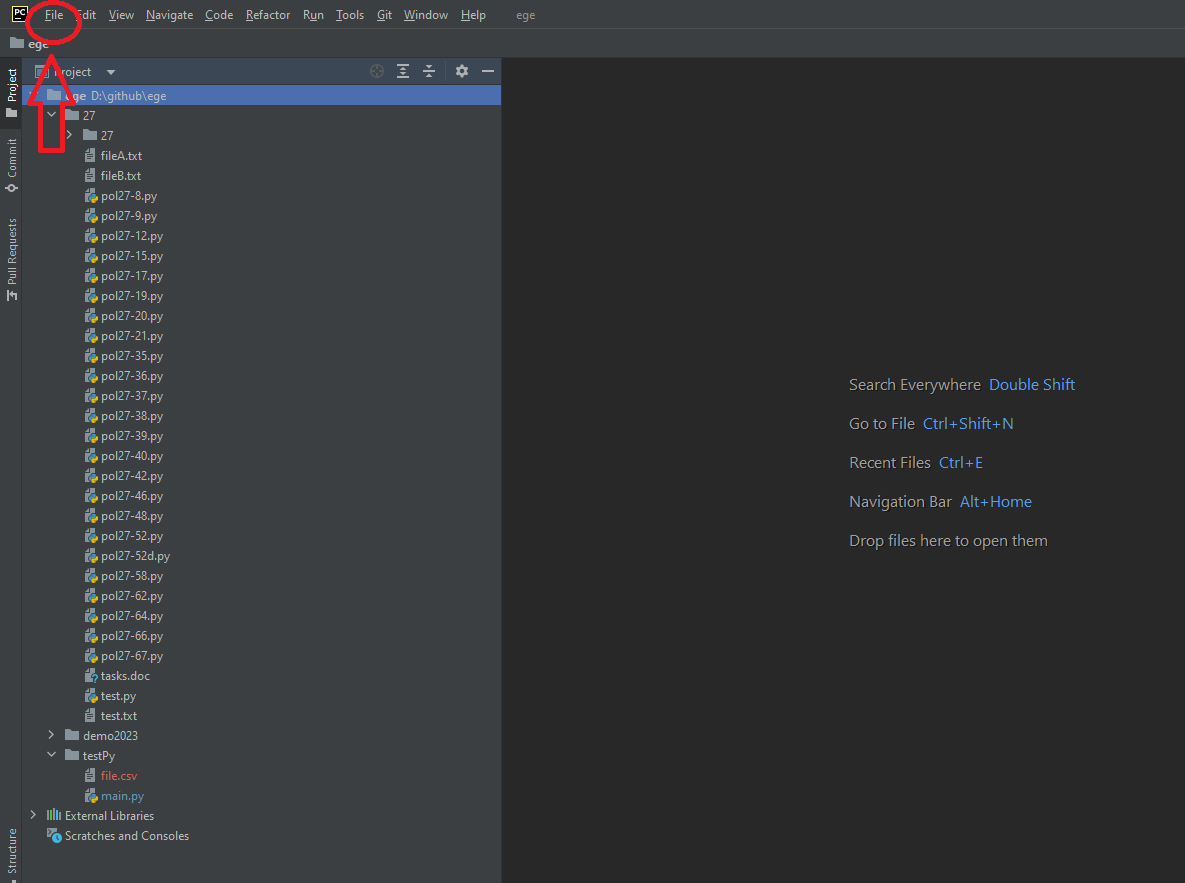 PC File Edit View Navigate Code Refactor Run Tools Git Window Help ege
ege
Project
Project
Commit
Pull Requests
Structure
ege D:\github\ege
27
27
fileA.txt
fileB.txt
pol27-8.py
pol27-9.py
pol27-12.py
pol27-15.py
pol27-17.py
pol27-19.py
pol27-20.py
pol27-21.py
pol27-35.py
pol27-36.py
pol27-37.py
pol27-38.py
pol27-39.py
pol27-40.py
pol27-42.py
pol27-46.py
pol27-48.py
pol27-52.py
pol27-52d.py
pol27-58.py
pol27-62.py
pol27-64.py
pol27-66.py
pol27-67.py
tasks.doc
test.py
test.txt
demo2023
testPy
file.csv
main.py
External Libraries
Scratches and Consoles
Search Everywhere Double Shift
Go to File Ctrl+Shift+N
Recent Files Ctrl+E
Navigation Bar Alt+Home
Drop files here to open them